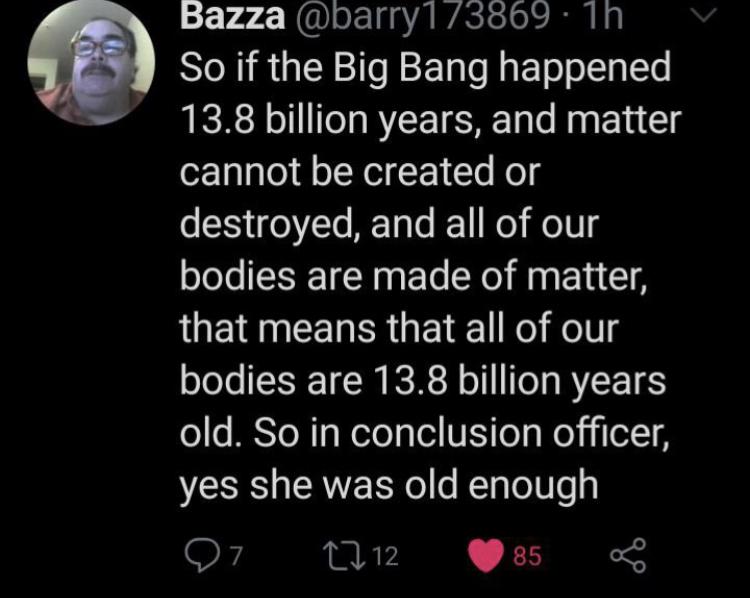 Bazza @barry173869 · 1h
So if the Big Bang happened
13.8 billion years, and matter
cannot be created or
destroyed, and all of our
bodies are made of matter,
that means that all of our
bodies are 13.8 billion years
old. So in conclusion officer,
yes she was old enough
7 12 85